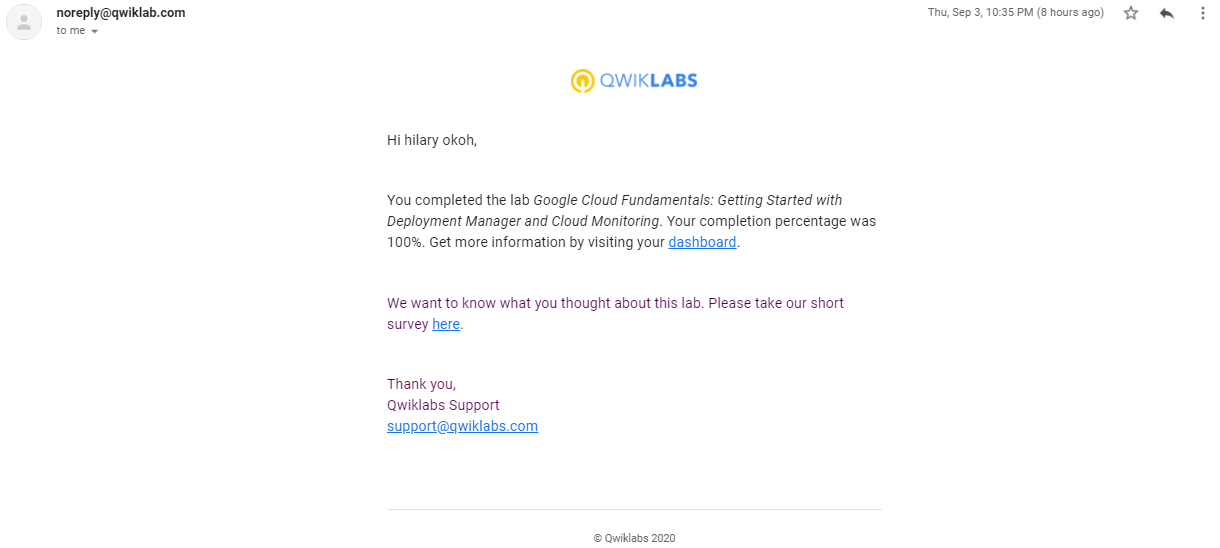 noreply@qwiklab.com
Thu, Sep 3, 10:35 PM (8 hours ago)
to me
QWIKLABS
Hi hilary okoh,
You completed the lab Google Cloud Fundamentals: Getting Started with
Deployment Manager and Cloud Monitoring. Your completion percentage was
100%. Get more information by visiting your dashboard.
We want to know what you thought about this lab. Please take our short
survey here.
Thank you,
Qwiklabs Support
support@qwiklabs.com
© Qwiklabs 2020